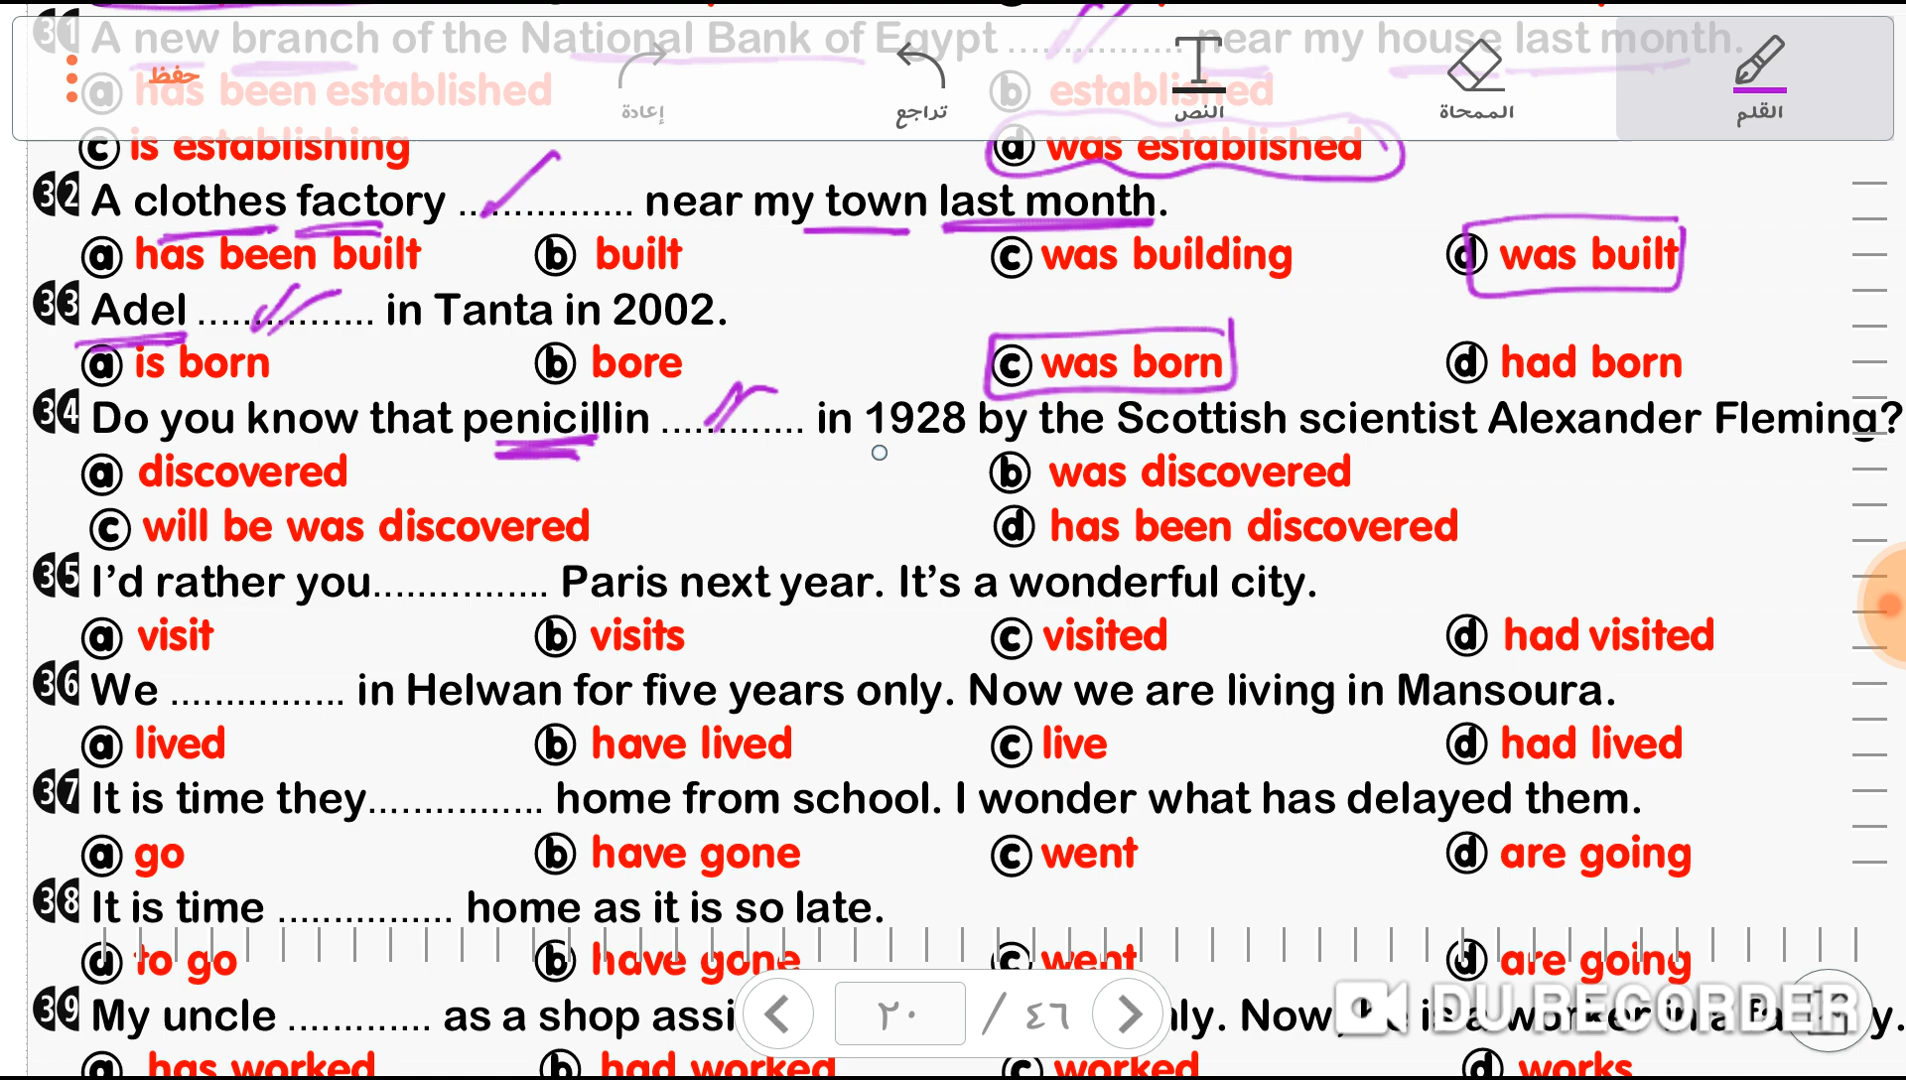 31 A new branch of the National Bank of Egypt ................ near my house last month.
حفظ
إعادة
تراجع
النص
الممحاة
القلم
a has been established b established
c is establishing d was established
32 A clothes factory ................ near my town last month.
a has been built b built c was building d was built
33 Adel ................ in Tanta in 2002.
a is born b bore c was born d had born
34 Do you know that penicillin ............. in 1928 by the Scottish scientist Alexander Fleming?
a discovered b was discovered
c will be was discovered d has been discovered
35 I'd rather you................ Paris next year. It's a wonderful city.
a visit b visits c visited d had visited
36 We ................ in Helwan for five years only. Now we are living in Mansoura.
a lived b have lived c live d had lived
37 It is time they................ home from school. I wonder what has delayed them.
a go b have gone c went d are going
38 It is time ................ home as it is so late.
a to go b have gone c went d are going
39 My uncle ............. as a shop assi
Now is a worker in a
٢٠ / ٤٦
DU RECORDER
a has worked b had worked c worked d works